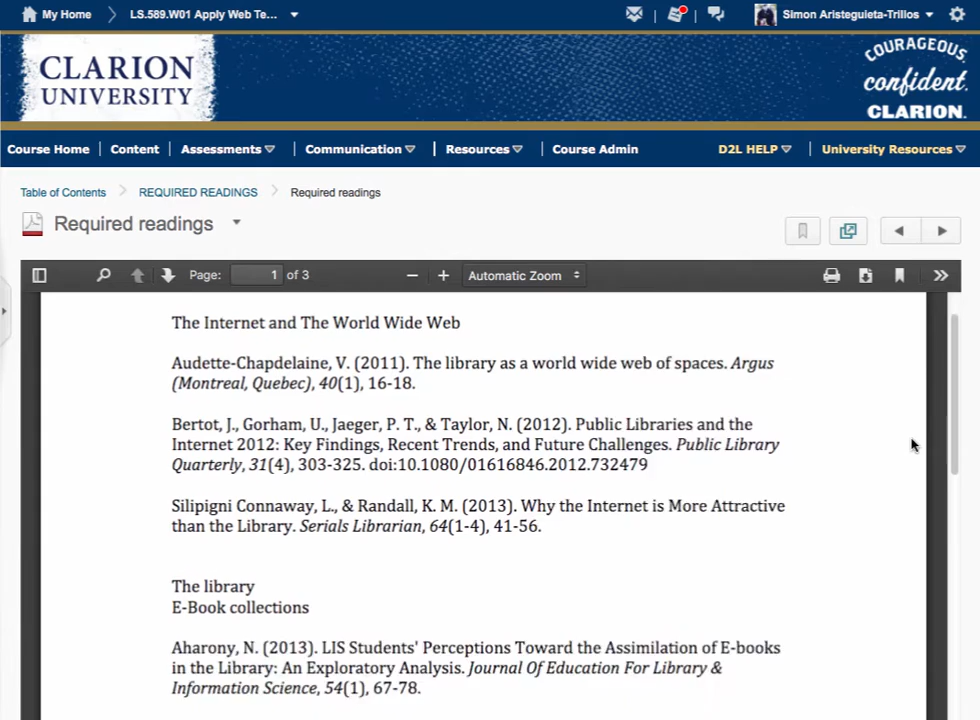 My Home LS.589.W01 Apply Web Te... Simon Aristeguieta-Trillos
CLARION
UNIVERSITY
COURAGEOUS.
confident.
CLARION.
Course Home Content Assessments Communication Resources Course Admin D2L HELP University Resources
Table of Contents REQUIRED READINGS Required readings
Required readings
Page: 1 of 3 Automatic Zoom
The Internet and The World Wide Web
Audette-Chapdelaine, V. (2011). The library as a world wide web of spaces. Argus
(Montreal, Quebec), 40(1), 16-18.
Bertot, J., Gorham, U., Jaeger, P. T., & Taylor, N. (2012). Public Libraries and the
Internet 2012: Key Findings, Recent Trends, and Future Challenges. Public Library
Quarterly, 31(4), 303-325. doi:10.1080/01616846.2012.732479
Silipigni Connaway, L., & Randall, K. M. (2013). Why the Internet is More Attractive
than the Library. Serials Librarian, 64(1-4), 41-56.
The library
E-Book collections
Aharony, N. (2013). LIS Students' Perceptions Toward the Assimilation of E-books
in the Library: An Exploratory Analysis. Journal Of Education For Library &
Information Science, 54(1), 67-78.